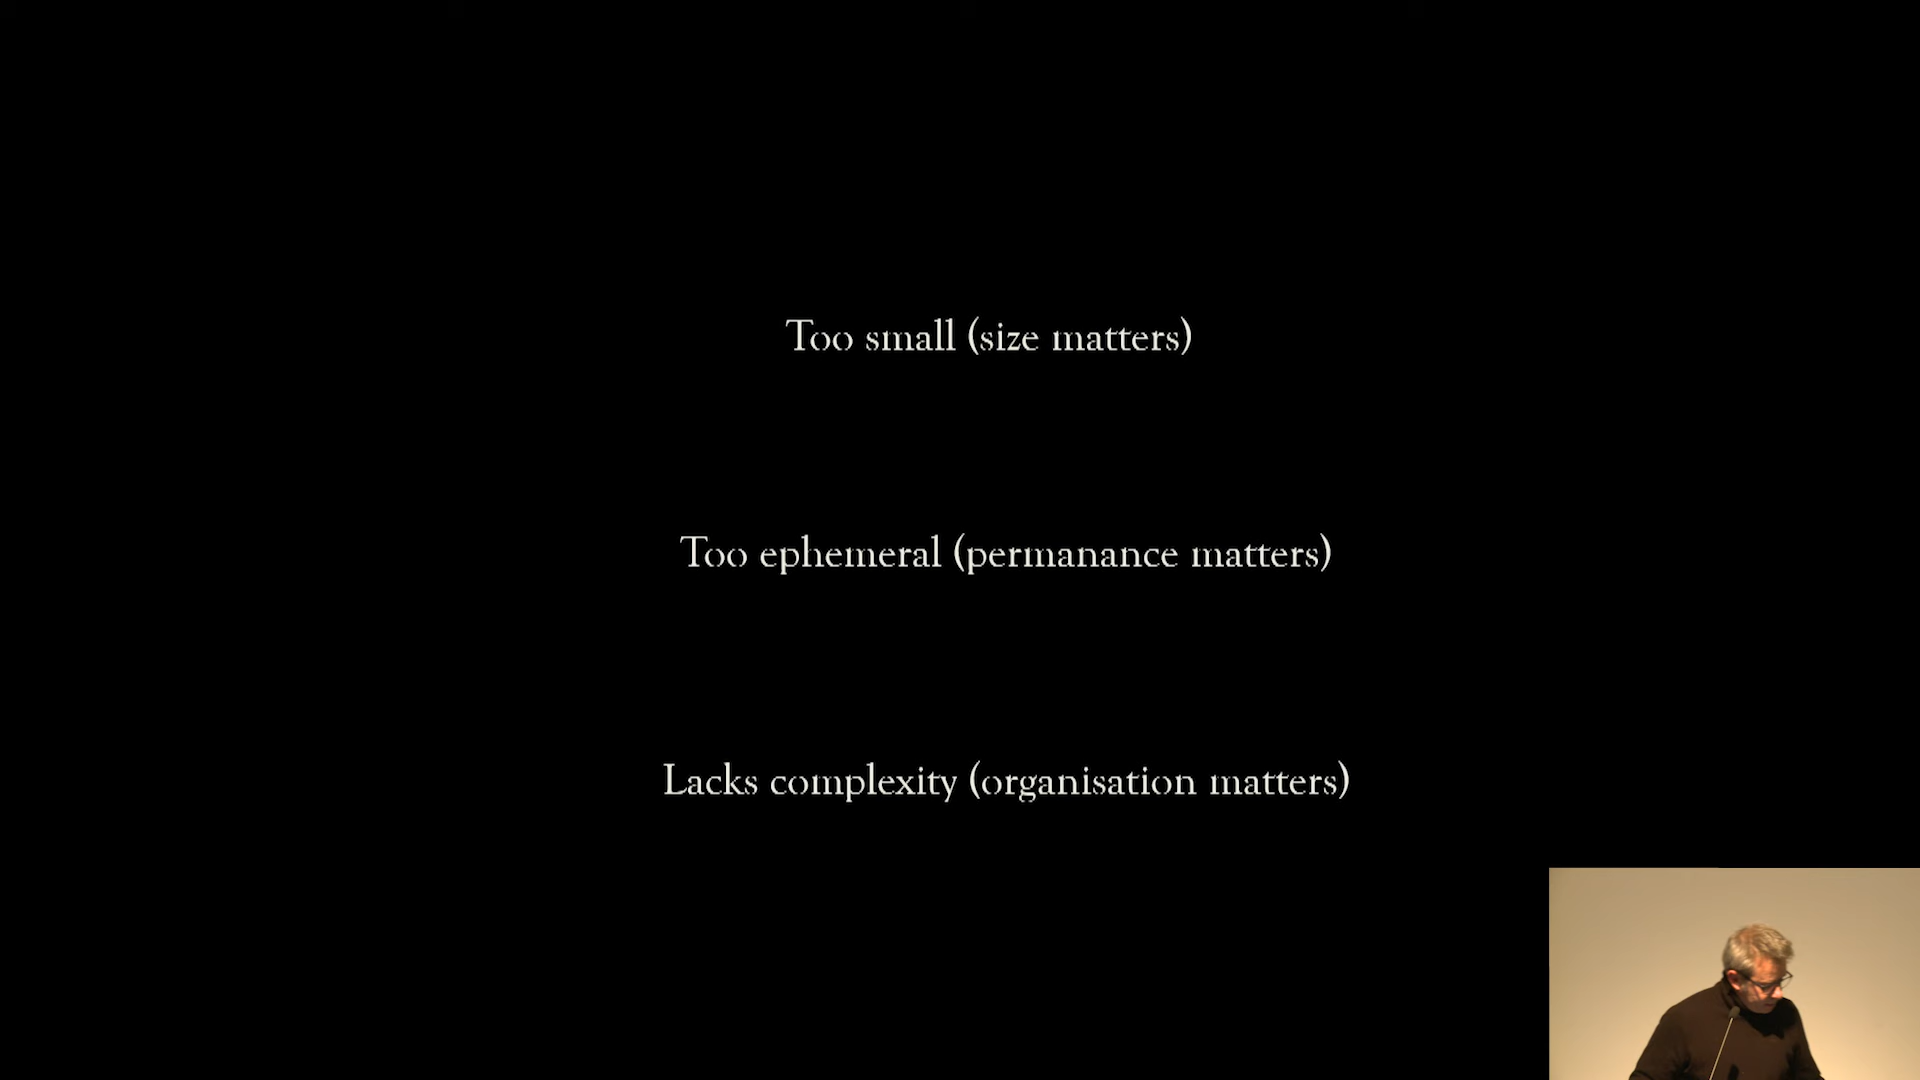 Too small (size matters)
Too ephemeral (permanance matters)
Lacks complexity (organisation matters)